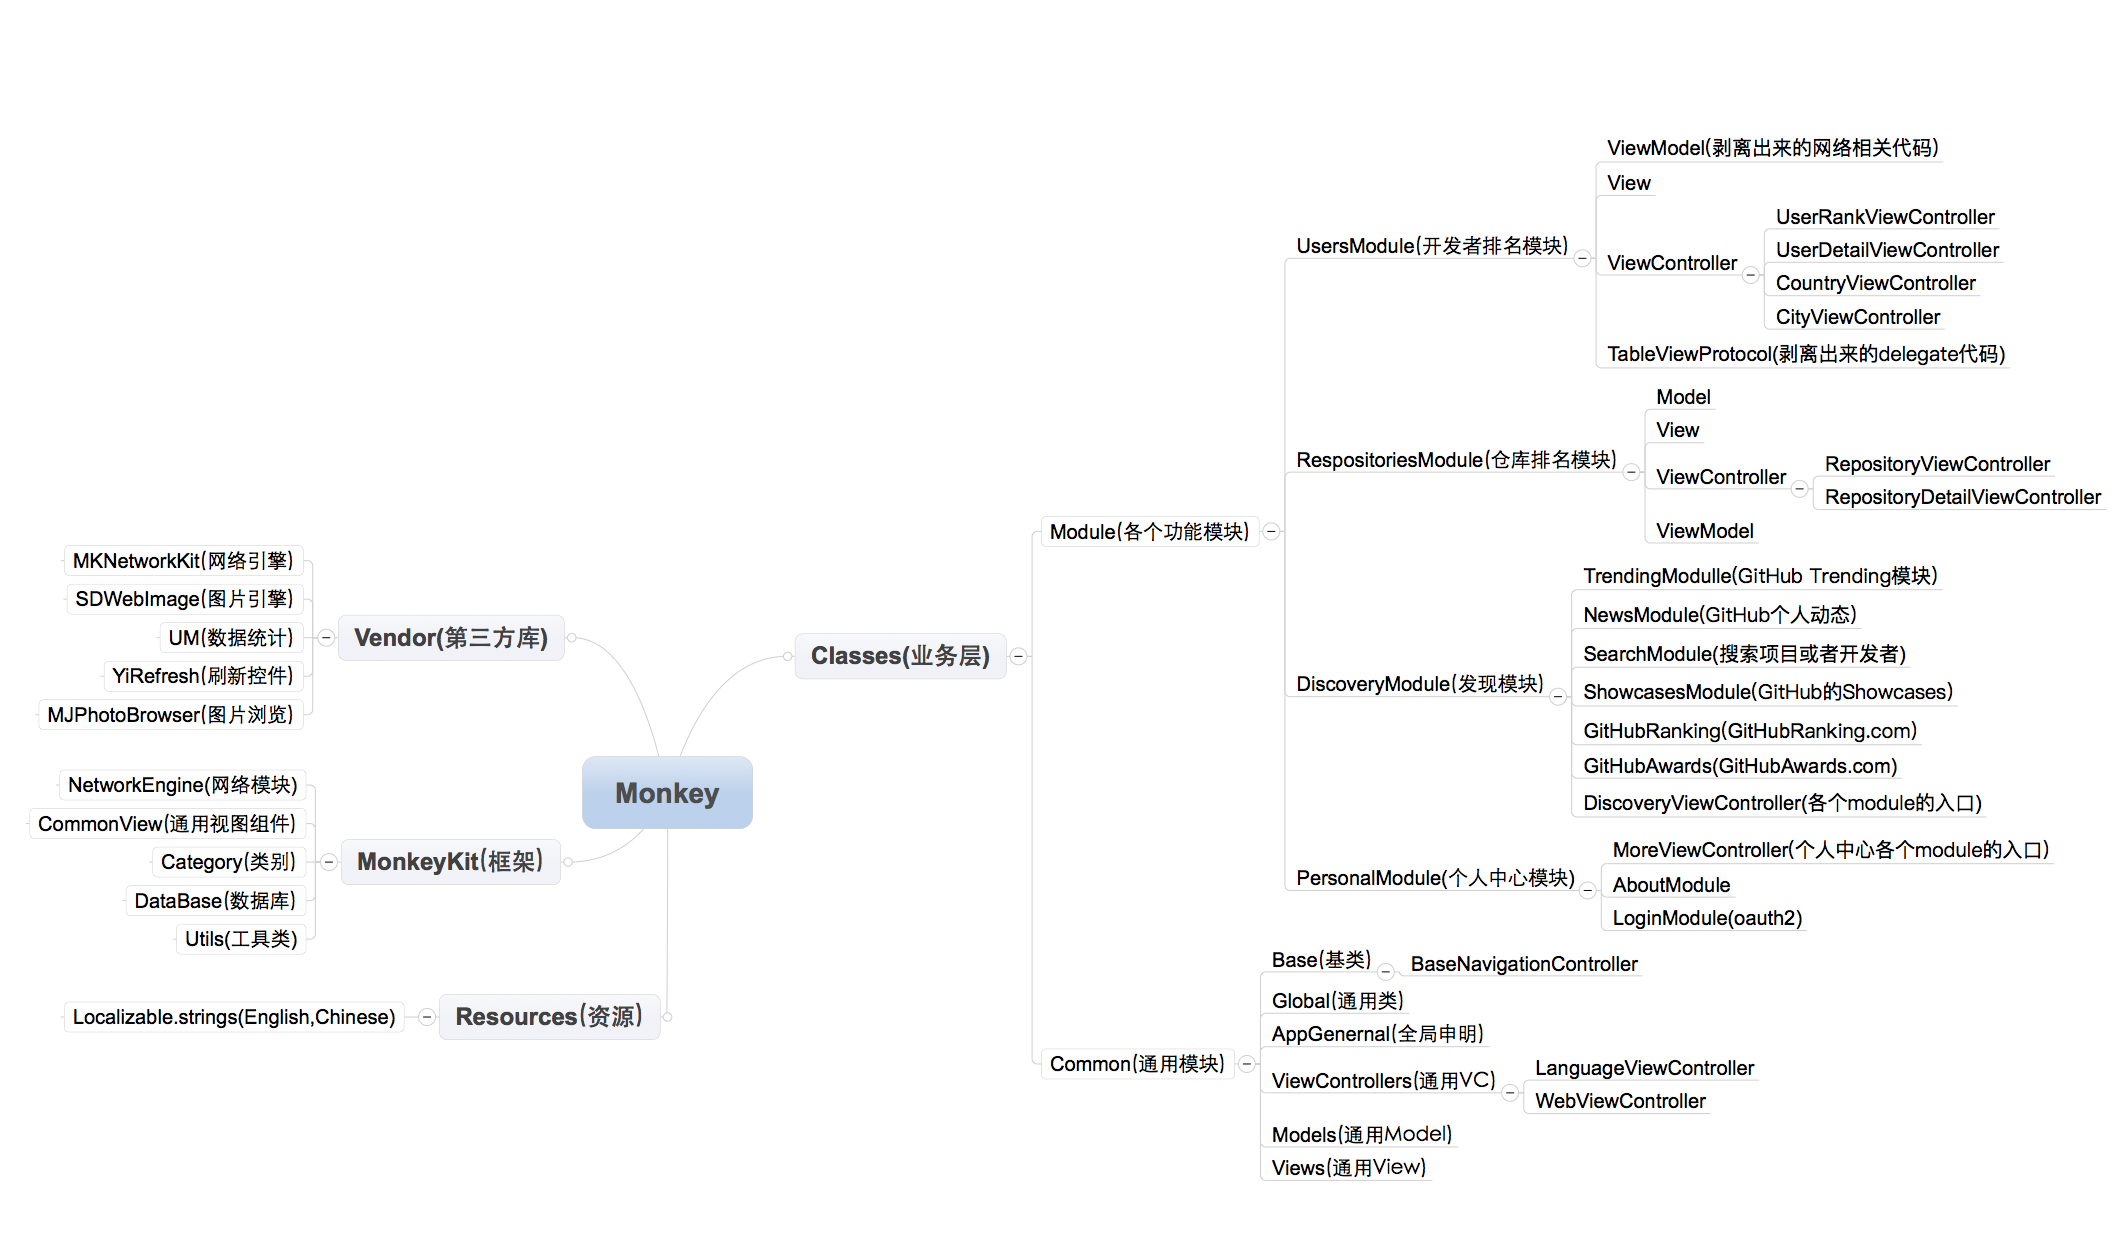 Monkey
Classes(业务层)
Module(各个功能模块)
UsersModule(开发者排名模块)
ViewModel(剥离出来的网络相关代码)
View
ViewController
UserRankViewController
UserDetailViewController
CountryViewController
CityViewController
TableViewProtocol(剥离出来的delegate代码)
RespositoriesModule(仓库排名模块)
Model
View
ViewController
RepositoryViewController
RepositoryDetailViewController
ViewModel
DiscoveryModule(发现模块)
TrendingModulle(GitHub Trending模块)
NewsModule(GitHub个人动态)
SearchModule(搜索项目或者开发者)
ShowcasesModule(GitHub的Showcases)
GitHubRanking(GitHubRanking.com)
GitHubAwards(GitHubAwards.com)
DiscoveryViewController(各个module的入口)
PersonalModule(个人中心模块)
MoreViewController(个人中心各个module的入口)
AboutModule
LoginModule(oauth2)
Common(通用模块)
Base(基类)
BaseNavigationController
Global(通用类)
AppGenernal(全局申明)
ViewControllers(通用VC)
LanguageViewController
WebViewController
Models(通用Model)
Views(通用View)
Vendor(第三方库)
MKNetworkKit(网络引擎)
SDWebImage(图片引擎)
UM(数据统计)
YiRefresh(刷新控件)
MJPhotoBrowser(图片浏览)
MonkeyKit(框架)
NetworkEngine(网络模块)
CommonView(通用视图组件)
Category(类别)
DataBase(数据库)
Utils(工具类)
Resources(资源)
Localizable.strings(English,Chinese)